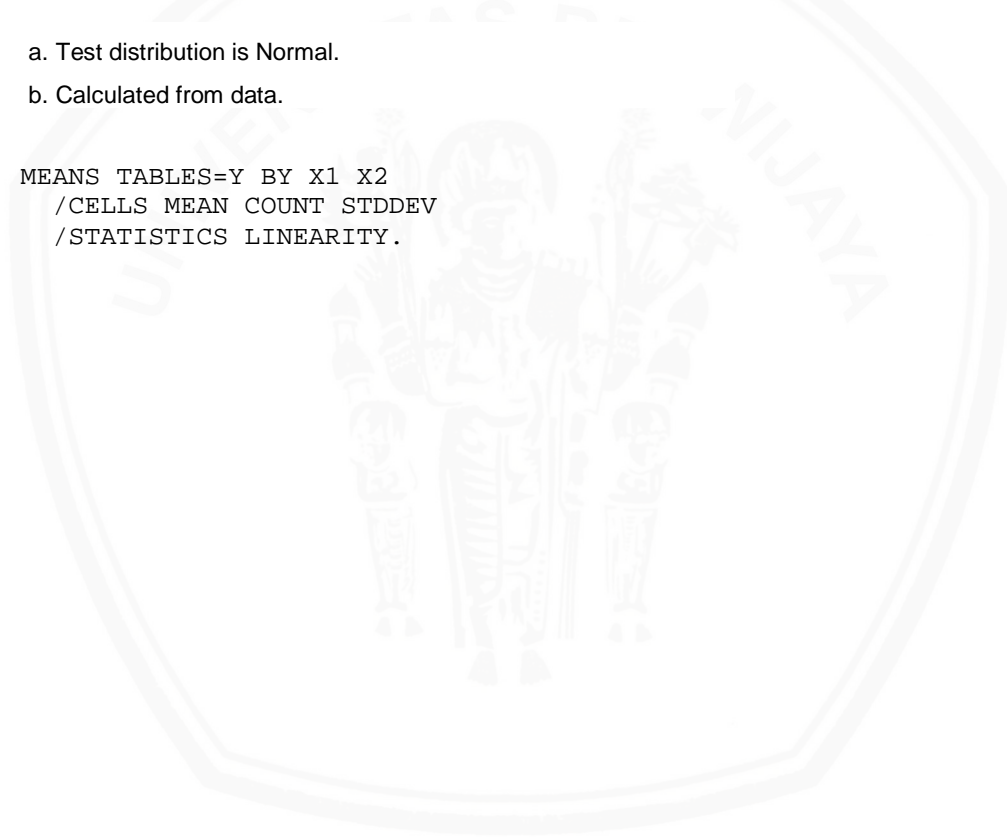 a. Test distribution is Normal.
b. Calculated from data.
MEANS TABLES=Y BY X1 X2
/CELLS MEAN COUNT STDDEV
/STATISTICS LINEARITY.